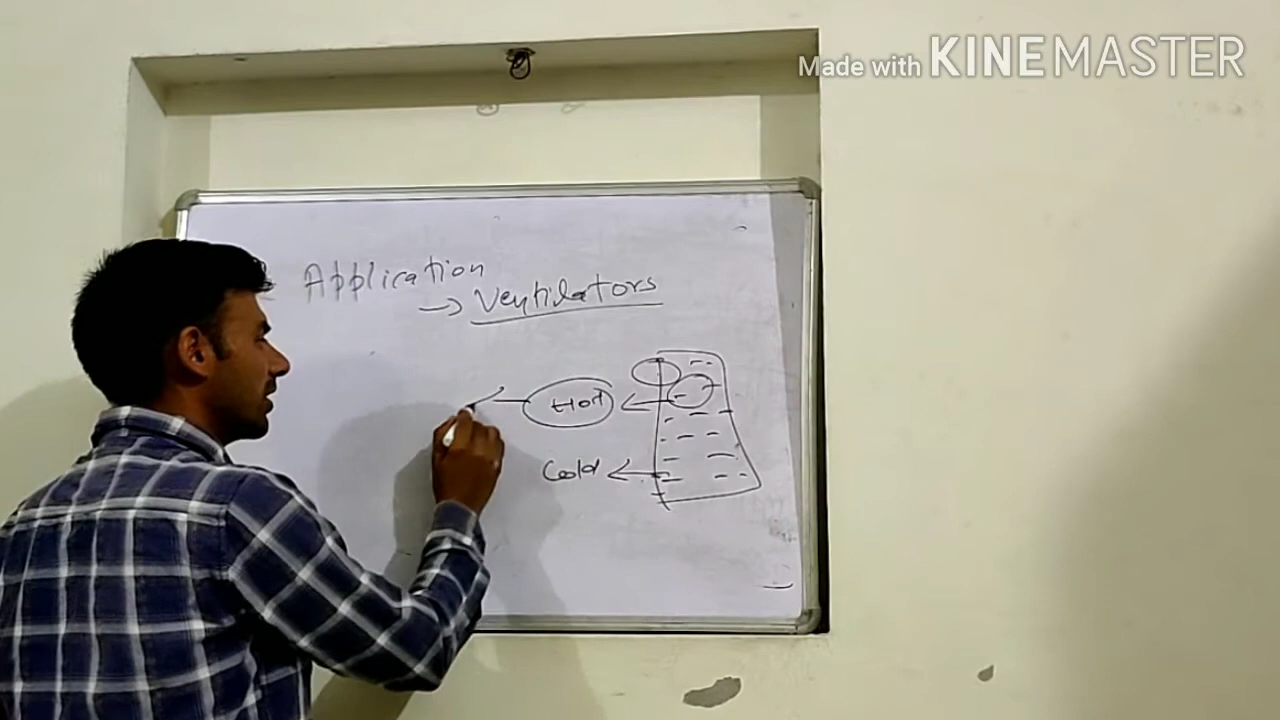 Made with KINEMASTER
Application
→ Ventilators
Hot
Cold